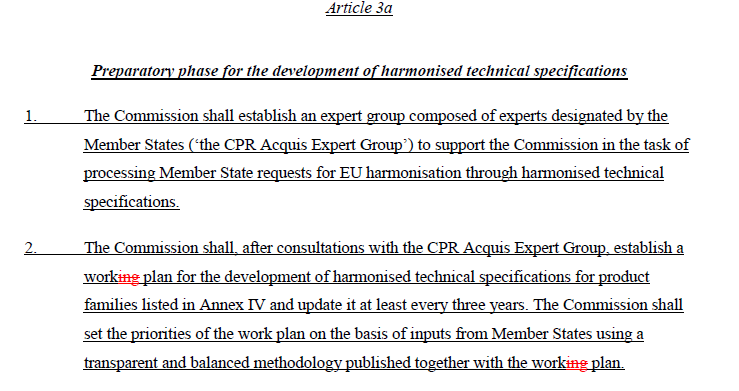 Article 3a
Preparatory phase for the development of harmonised technical specifications
1. The Commission shall establish an expert group composed of experts designated by the
Member States (‘the CPR Acquis Expert Group’) to support the Commission in the task of
processing Member State requests for EU harmonisation through harmonised technical
specifications.
2. The Commission shall, after consultations with the CPR Acquis Expert Group, establish a
working plan for the development of harmonised technical specifications for product
families listed in Annex IV and update it at least every three years. The Commission shall
set the priorities of the work plan on the basis of inputs from Member States using a
transparent and balanced methodology published together with the working plan.